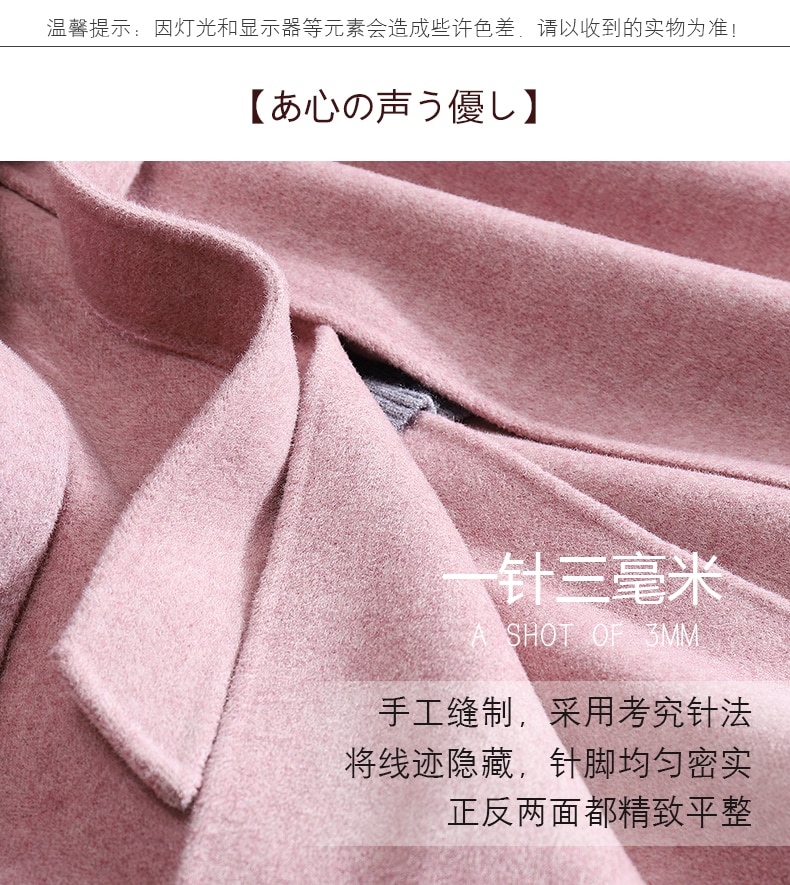 温馨提示: 因灯光和显示器等元素会造成些许色差. 请以收到的实物为准!
【あ心の声う優し】
一针三毫米
A SHOT OF 3MM
手工缝制, 采用考究针法
将线迹隐藏, 针脚均匀密实
正反两面都精致平整